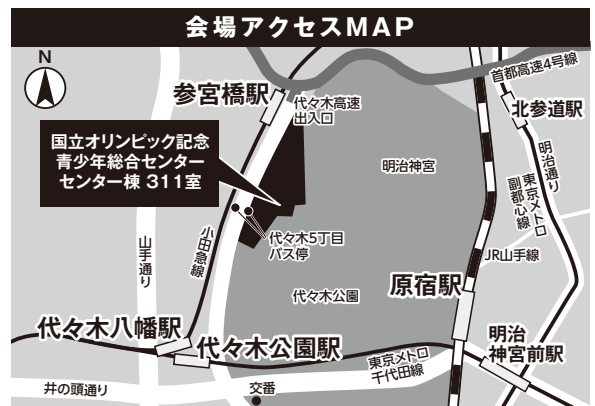 会場アクセスMAP
N
首都高速4号線
参宮橋駅
代々木高速
出入口
北参道駅
国立オリンピック記念
青少年総合センター
センター棟 311室
明治神宮
明治通り
東京メトロ
副都心線
山手通り
小田急線
代々木5丁目
バス停
JR山手線
代々木公園
原宿駅
代々木八幡駅
代々木公園駅
明治
神宮前駅
東京メトロ
千代田線
井の頭通り
交番